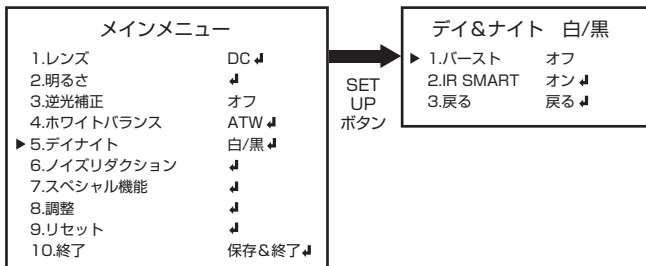 メインメニュー
1.レンズ DC↲
2.明るさ ↲
3.逆光補正 オフ
4.ホワイトバランス ATW↲
▶5.デイナイト 白/黒↲
6.ノイズリダクション ↲
7.スペシャル機能 ↲
8.調整 ↲
9.リセット ↲
10.終了 保存&終了↲
SET
UP
ボタン
デイ&ナイト 白/黒
▶1.バースト オフ
2.IR SMART オン↲
3.戻る 戻る↲